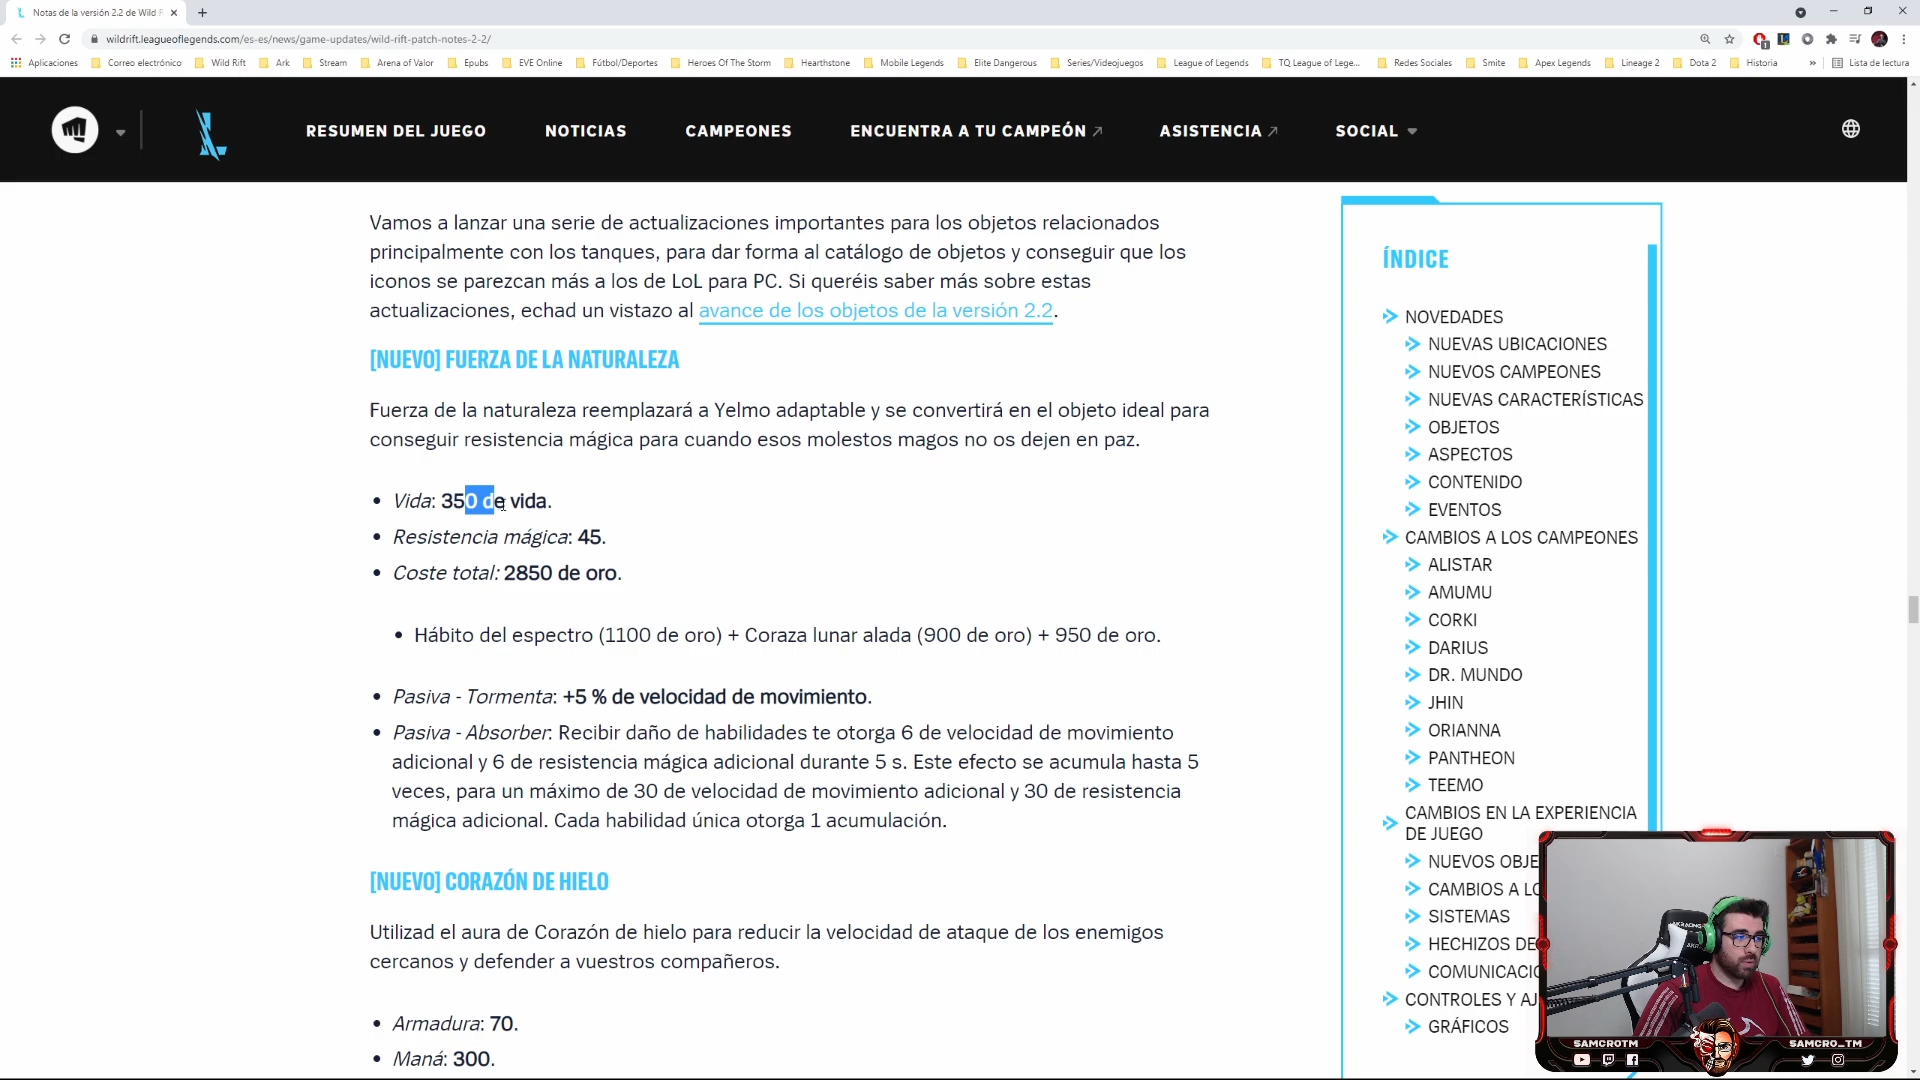 Notas de la versión 2.2 de Wild R
wildrift.leagueoflegends.com/es-es/news/game-updates/wild-rift-patch-notes-2-2/
Aplicaciones Correo electrónico Wild Rift Ark Stream Arena of Valor Epubs EVE Online Fútbol/Deportes Heroes Of The Storm Hearthstone Mobile Legends Elite Dangerous Series/Videojuegos League of Legends TQ League of Lege... Redes Sociales Smite Apex Legends Lineage 2 Dota 2 Historia » Lista de lectura
RESUMEN DEL JUEGO NOTICIAS CAMPEONES ENCUENTRA A TU CAMPEÓN ASISTENCIA SOCIAL
Vamos a lanzar una serie de actualizaciones importantes para los objetos relacionados
principalmente con los tanques, para dar forma al catálogo de objetos y conseguir que los
iconos se parezcan más a los de LoL para PC. Si queréis saber más sobre estas
actualizaciones, echad un vistazo al avance de los objetos de la versión 2.2.
[NUEVO] FUERZA DE LA NATURALEZA
Fuerza de la naturaleza reemplazará a Yelmo adaptable y se convertirá en el objeto ideal para
conseguir resistencia mágica para cuando esos molestos magos no os dejen en paz.
• Vida: 350 de vida.
• Resistencia mágica: 45.
• Coste total: 2850 de oro.
• Hábito del espectro (1100 de oro) + Coraza lunar alada (900 de oro) + 950 de oro.
• Pasiva - Tormenta: +5 % de velocidad de movimiento.
• Pasiva - Absorber: Recibir daño de habilidades te otorga 6 de velocidad de movimiento
adicional y 6 de resistencia mágica adicional durante 5 s. Este efecto se acumula hasta 5
veces, para un máximo de 30 de velocidad de movimiento adicional y 30 de resistencia
mágica adicional. Cada habilidad única otorga 1 acumulación.
[NUEVO] CORAZÓN DE HIELO
Utilizad el aura de Corazón de hielo para reducir la velocidad de ataque de los enemigos
cercanos y defender a vuestros compañeros.
• Armadura: 70.
• Maná: 300.
ÍNDICE
NOVEDADES
NUEVAS UBICACIONES
NUEVOS CAMPEONES
NUEVAS CARACTERÍSTICAS
OBJETOS
ASPECTOS
CONTENIDO
EVENTOS
CAMBIOS A LOS CAMPEONES
ALISTAR
AMUMU
CORKI
DARIUS
DR. MUNDO
JHIN
ORIANNA
PANTHEON
TEEMO
CAMBIOS EN LA EXPERIENCIA
DE JUEGO
NUEVOS OBJE
CAMBIOS A LO
SISTEMAS
HECHIZOS DE
COMUNICACIO
CONTROLES Y AJ
GRÁFICOS
SAMCROTM SAMCRO_TM